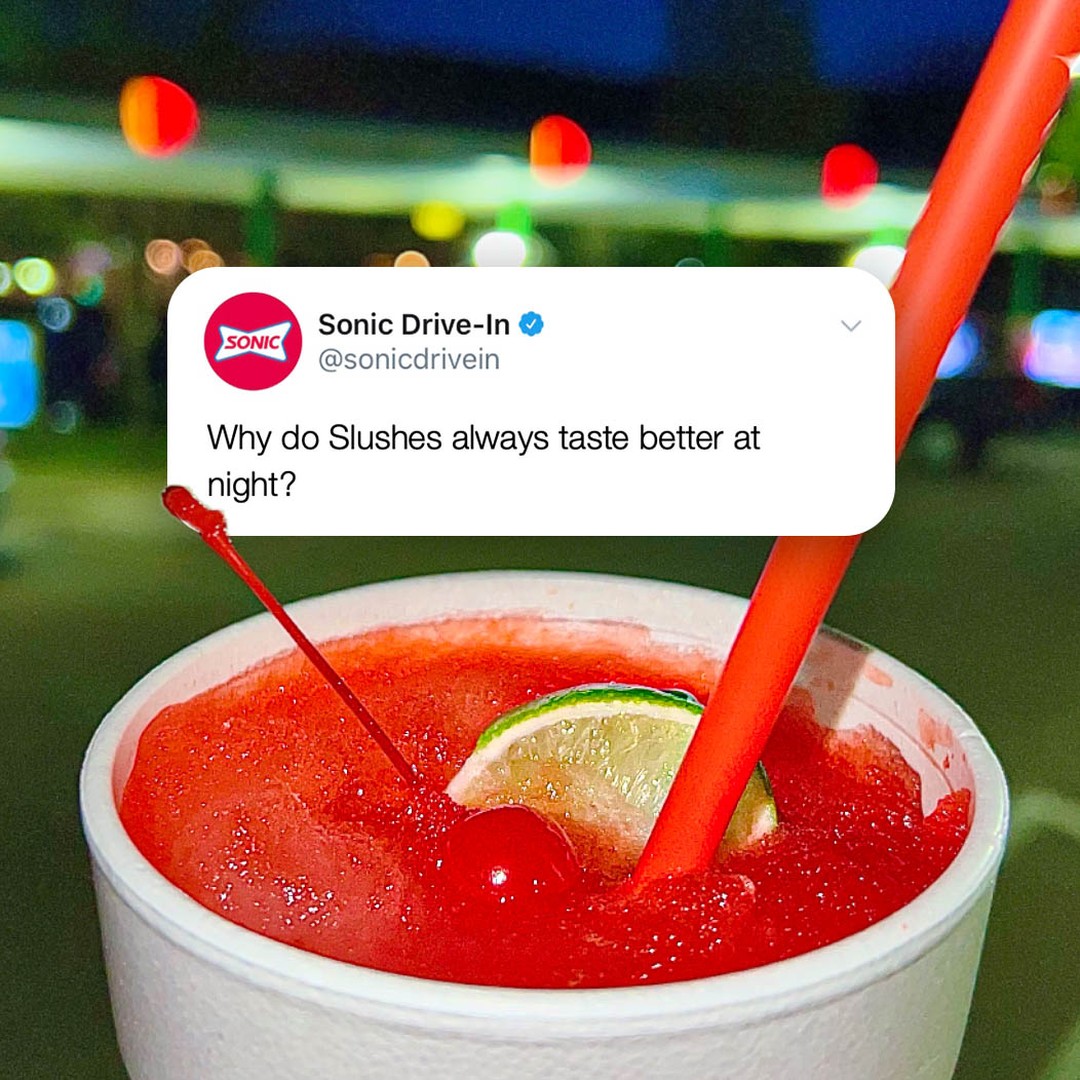 SONIC
Sonic Drive-In
@sonicdrivein
Why do Slushes always taste better at
night?